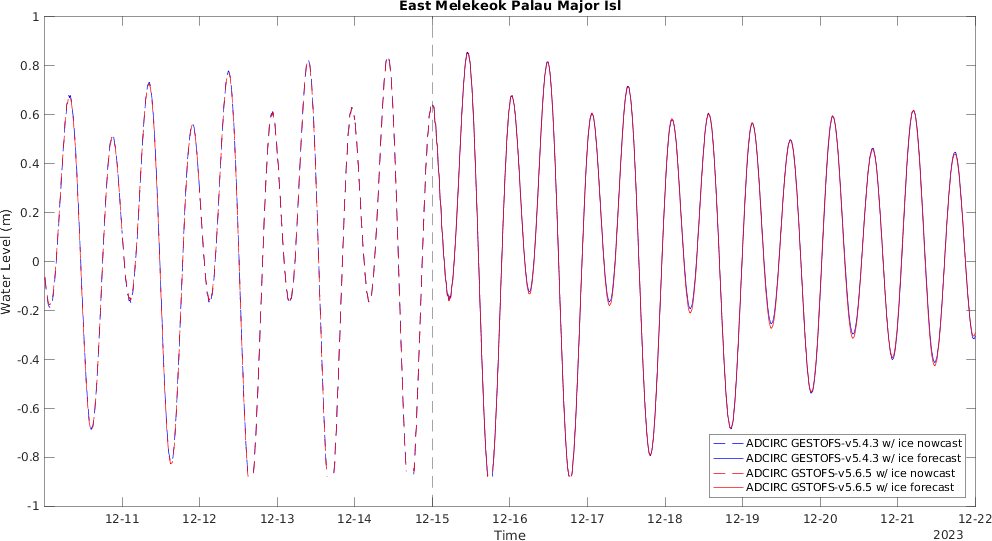 East Melekeok Palau Major Isl
1
0.8
0.6
0.4
0.2
0
-0.2
-0.4
-0.6
-0.8
-1
Water Level (m)
ADCIRC GESTOFS-v5.4.3 w/ ice nowcast
ADCIRC GESTOFS-v5.4.3 w/ ice forecast
ADCIRC GSTOFS-v5.6.5 w/ ice nowcast
ADCIRC GSTOFS-v5.6.5 w/ ice forecast
12-11 12-12 12-13 12-14 12-15 12-16 12-17 12-18 12-19 12-20 12-21 12-22
Time
2023